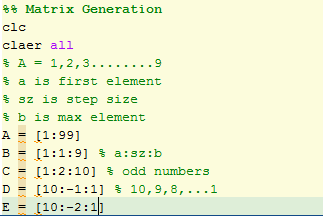 %% Matrix Generation
clc
claer all
% A = 1,2,3........9
% a is first element
% sz is step size
% b is max element
A = [1:99]
B = [1:1:9] % a:sz:b
C = [1:2:10] % odd numbers
D = [10:-1:1] % 10,9,8,...1
E = [10:-2:1]